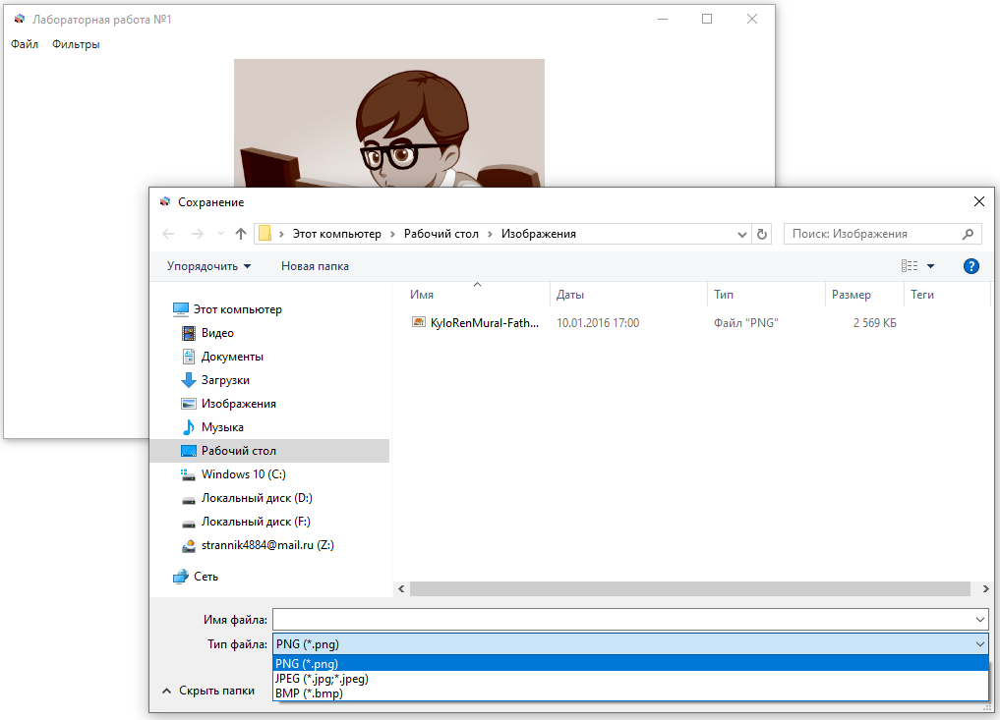 Лабораторная работа №1
Файл Фильтры
Сохранение
Этот компьютер Рабочий стол Изображения Поиск: Изображения
Упорядочить Новая папка ?
Имя Даты Тип Размер Теги
KyloRenMural-Fath... 10.01.2016 17:00 Файл "PNG" 2 569 КБ
Этот компьютер
Видео
Документы
Загрузки
Изображения
Музыка
Рабочий стол
Windows 10 (C:)
Локальный диск (D:)
Локальный диск (F:)
strannik4884@mail.ru (Z:)
Сеть
Имя файла:
Тип файла: PNG (*.png)
PNG (*.png)
JPEG (*.jpg;*.jpeg)
BMP (*.bmp)
Скрыть папки